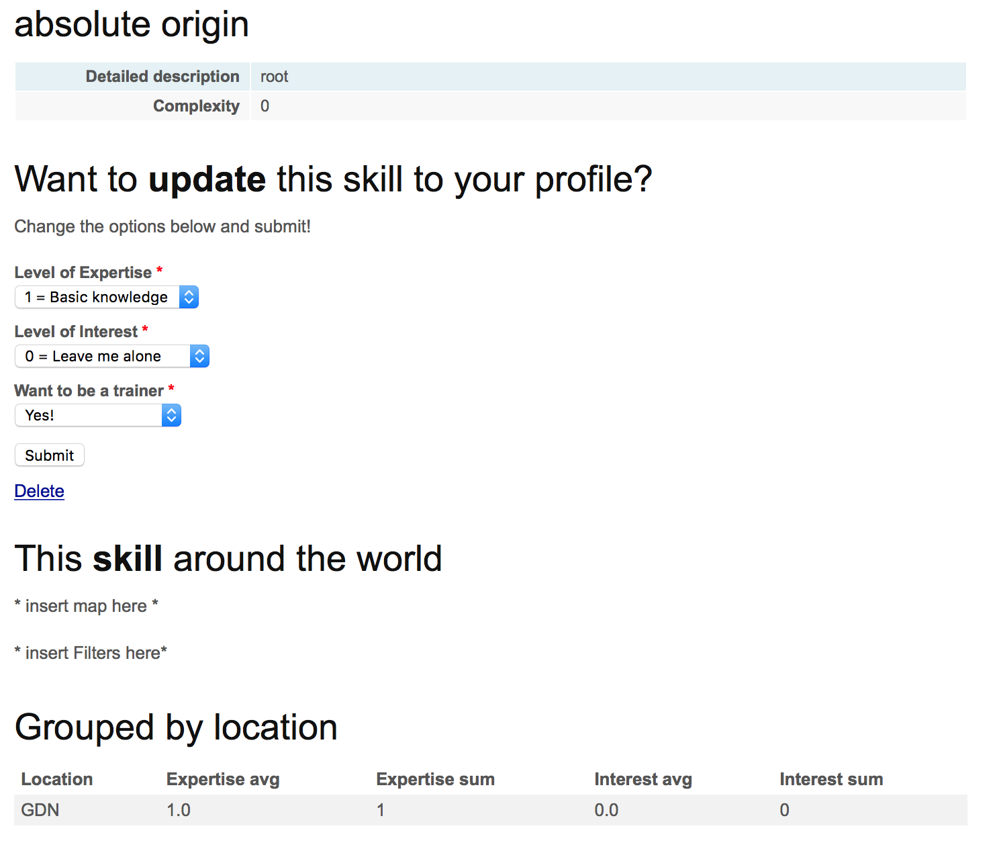 absolute origin
Detailed description root
Complexity 0
Want to update this skill to your profile?
Change the options below and submit!
Level of Expertise *
1 = Basic knowledge
Level of Interest *
0 = Leave me alone
Want to be a trainer *
Yes!
Submit
Delete
This skill around the world
* insert map here *
* insert Filters here*
Grouped by location
Location Expertise avg Expertise sum Interest avg Interest sum
GDN 1.0 1 0.0 0